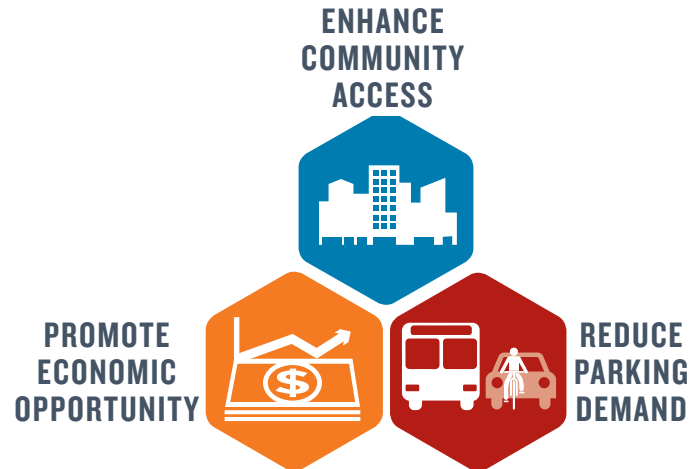 ENHANCE
COMMUNITY
ACCESS
PROMOTE
ECONOMIC
OPPORTUNITY
$
REDUCE
PARKING
DEMAND